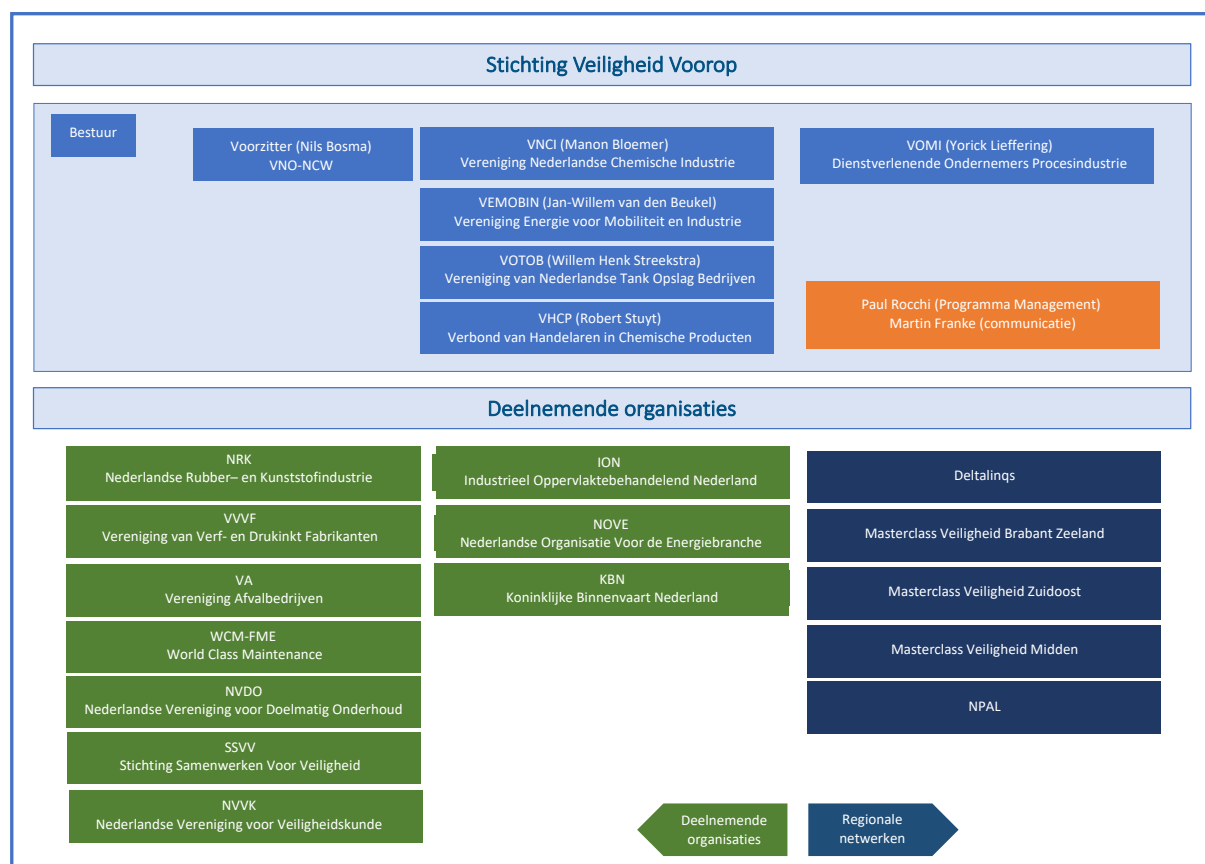 Stichting Veiligheid Voorop
Bestuur
Voorzitter (Nils Bosma)
VNO-NCW
VNCI (Manon Bloemer)
Vereniging Nederlandse Chemische Industrie
VOMI (Yorick Lieffering)
Dienstverlenende Ondernemers Procesindustrie
VEMOBIN (Jan-Willem van den Beukel)
Vereniging Energie voor Mobiliteit en Industrie
VOTOB (Willem Henk Streekstra)
Vereniging van Nederlandse Tank Opslag Bedrijven
VHCP (Robert Stuyt)
Verbond van Handelaren in Chemische Producten
Paul Rocchi (Programma Management)
Martin Franke (communicatie)
Deelnemende organisaties
NRK
Nederlandse Rubber– en Kunststofindustrie
VVVF
Vereniging van Verf- en Drukinkt Fabrikanten
VA
Vereniging Afvalbedrijven
WCM-FME
World Class Maintenance
NVDO
Nederlandse Vereniging voor Doelmatig Onderhoud
SSVV
Stichting Samenwerken Voor Veiligheid
NVVK
Nederlandse Vereniging voor Veiligheidskunde
ION
Industrieel Oppervlaktebehandelend Nederland
NOVE
Nederlandse Organisatie Voor de Energiebranche
KBN
Koninklijke Binnenvaart Nederland
Deltalinqs
Masterclass Veiligheid Brabant Zeeland
Masterclass Veiligheid Zuidoost
Masterclass Veiligheid Midden
NPAL
Deelnemende
organisaties
Regionale
netwerken